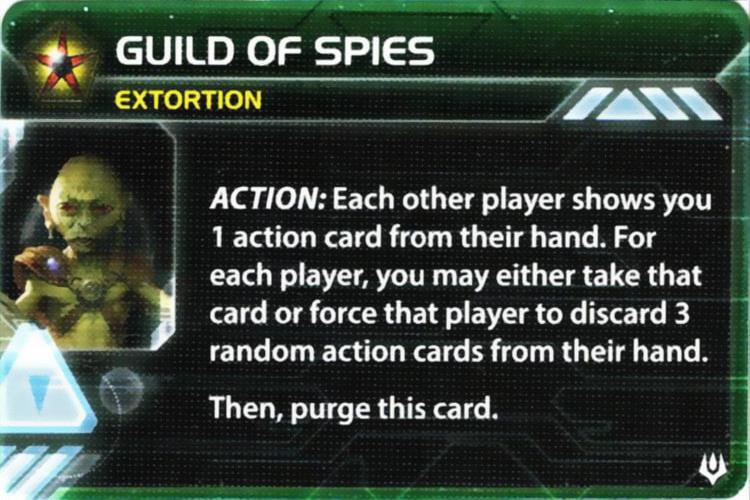 GUILD OF SPIES
EXTORTION
ACTION: Each other player shows you
1 action card from their hand. For
each player, you may either take that
card or force that player to discard 3
random action cards from their hand.
Then, purge this card.